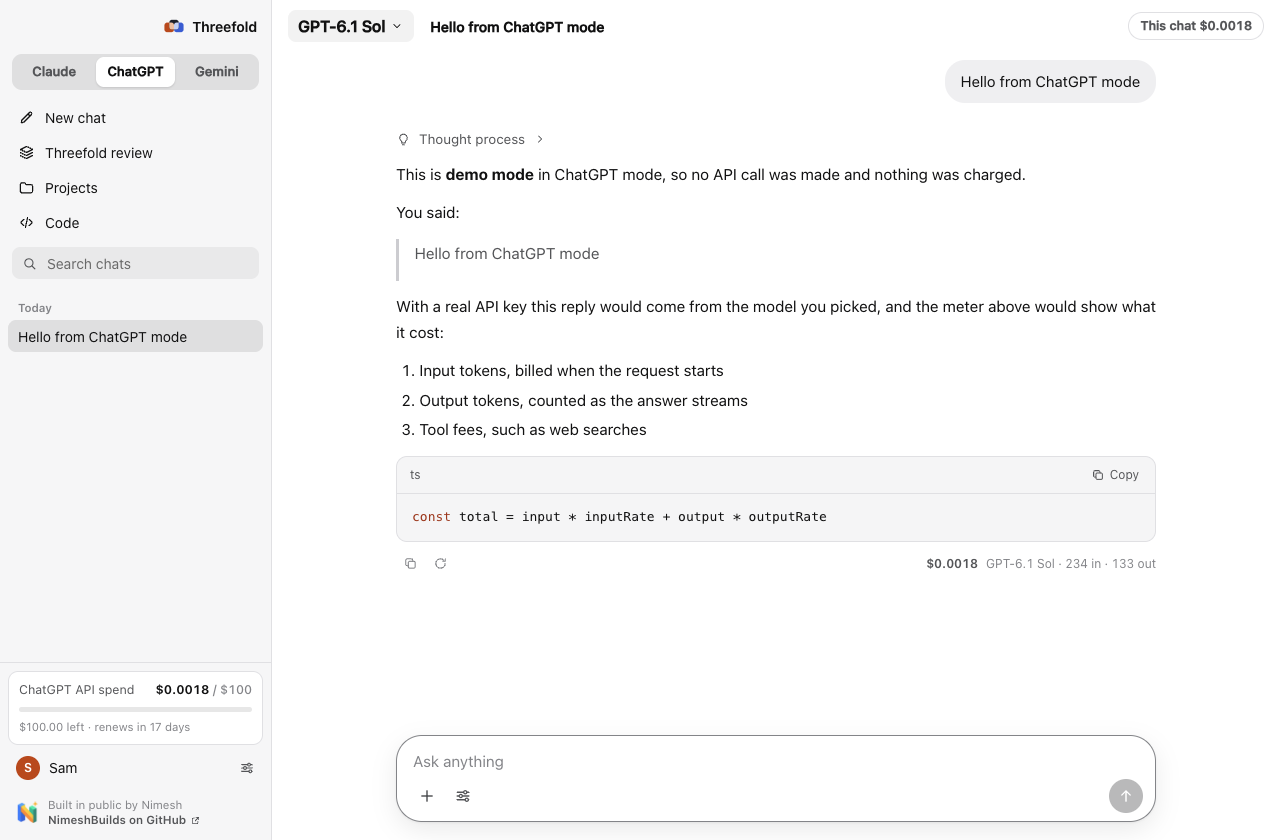 Threefold
Claude
ChatGPT
Gemini
New chat
Threefold review
Projects
Code
Search chats
Today
Hello from ChatGPT mode
ChatGPT API spend $0.0018 / $100
$100.00 left · renews in 17 days
S
Sam
Built in public by Nimesh
NimeshBuilds on GitHub
GPT-6.1 Sol
Hello from ChatGPT mode
This chat $0.0018
Hello from ChatGPT mode
Thought process
This is demo mode in ChatGPT mode, so no API call was made and nothing was charged.
You said:
Hello from ChatGPT mode
With a real API key this reply would come from the model you picked, and the meter above would show what
it cost:
1. Input tokens, billed when the request starts
2. Output tokens, counted as the answer streams
3. Tool fees, such as web searches
ts
Copy
const total = input * inputRate + output * outputRate
$0.0018 GPT-6.1 Sol · 234 in · 133 out
Ask anything